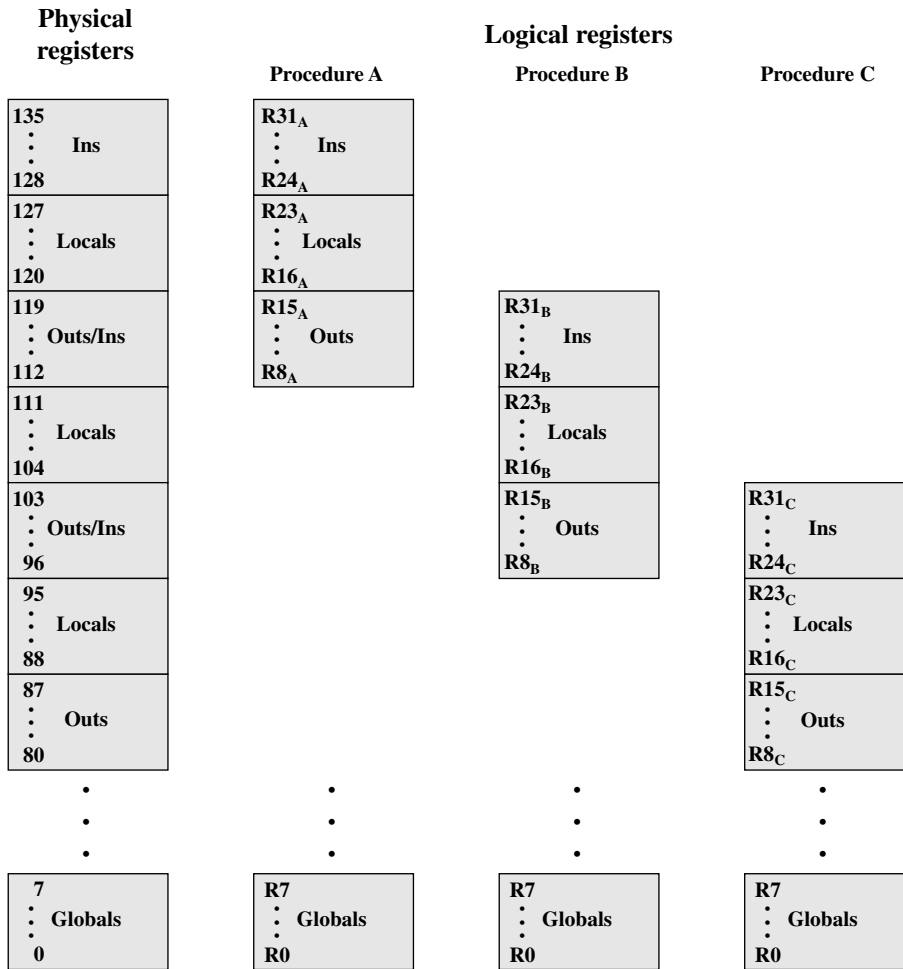 Physical
registers
Logical registers
Procedure A
Procedure B
Procedure C
135
Ins
128
127
Locals
120
119
Outs/Ins
112
111
Locals
104
103
Outs/Ins
96
95
Locals
88
87
Outs
80
7
Globals
0
R31A
Ins
R24A
R23A
Locals
R16A
R15A
Outs
R8A
R7
Globals
R0
R31B
Ins
R24B
R23B
Locals
R16B
R15B
Outs
R8B
R7
Globals
R0
R31C
Ins
R24C
R23C
Locals
R16C
R15C
Outs
R8C
R7
Globals
R0